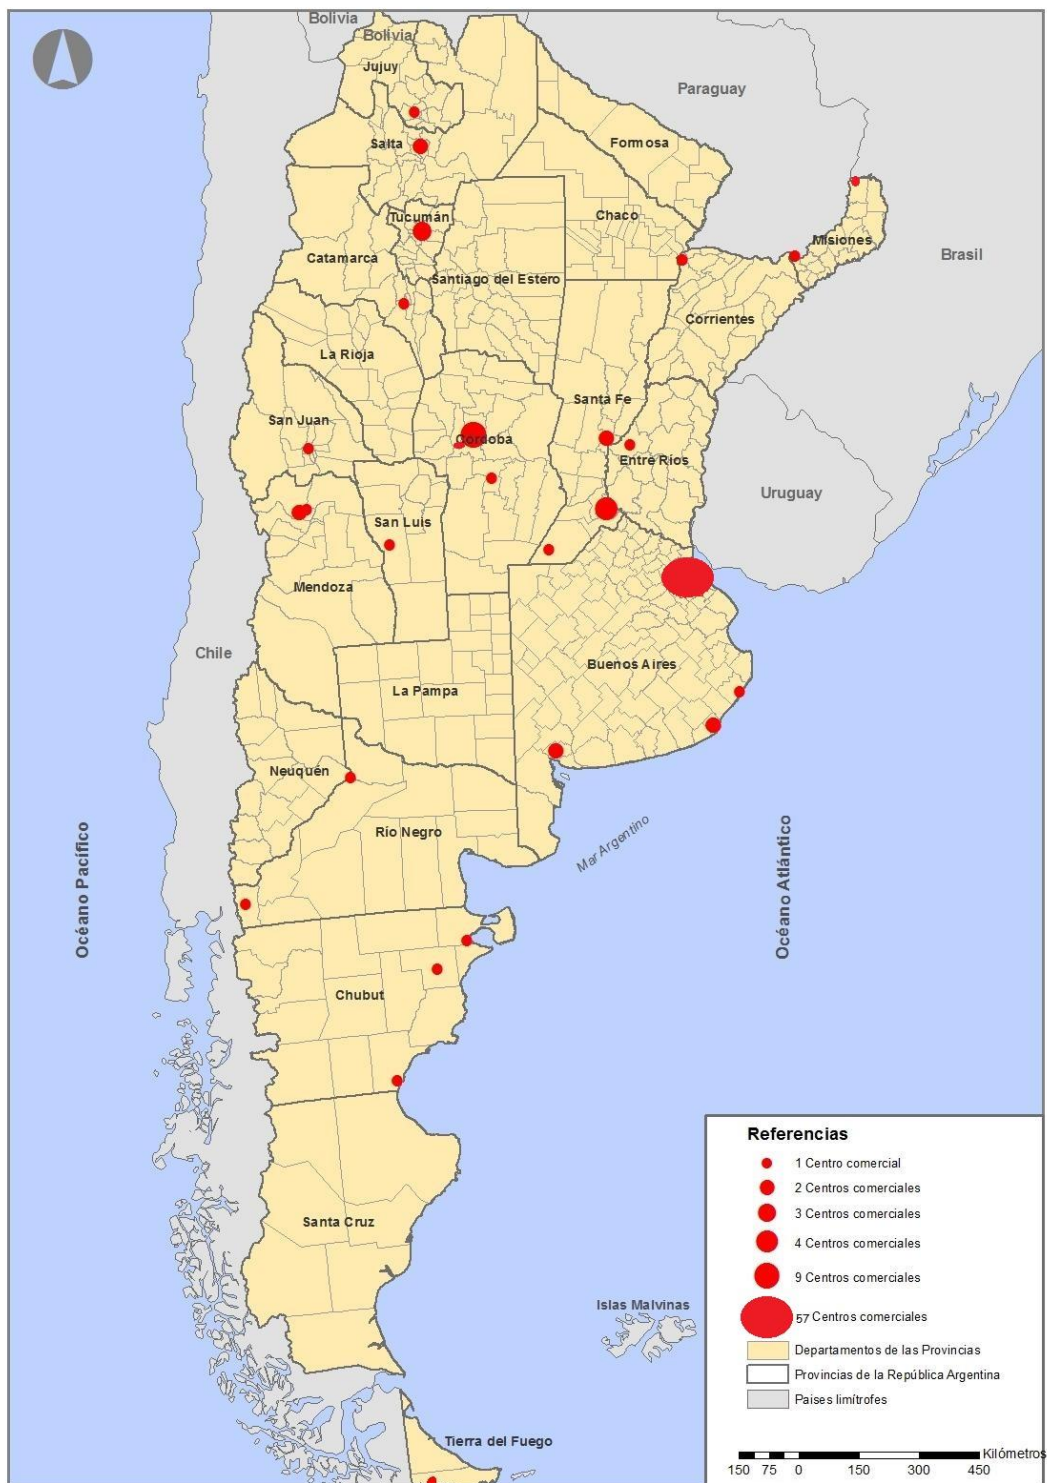 Bolivia
Bolivia
Jujuy
Paraguay
Formosa
Salta
Chaco
Tucumán
Misiones
Catamarca
Brasil
Santiago del Estero
Corrientes
La Rioja
Santa Fe
San Juan
Córdoba
Entre Ríos
Uruguay
San Luis
Mendoza
Chile
Buenos Aires
La Pampa
Neuquén
Río Negro
Mar Argentino
Océano Pacífico
Océano Atlántico
Chubut
Santa Cruz
Islas Malvinas
Tierra del Fuego
Referencias
1 Centro comercial
2 Centros comerciales
3 Centros comerciales
4 Centros comerciales
9 Centros comerciales
57 Centros comerciales
Departamentos de las Provincias
Provincias de la República Argentina
Paises limítrofes
Kilómetros
150 75 0 150 300 450